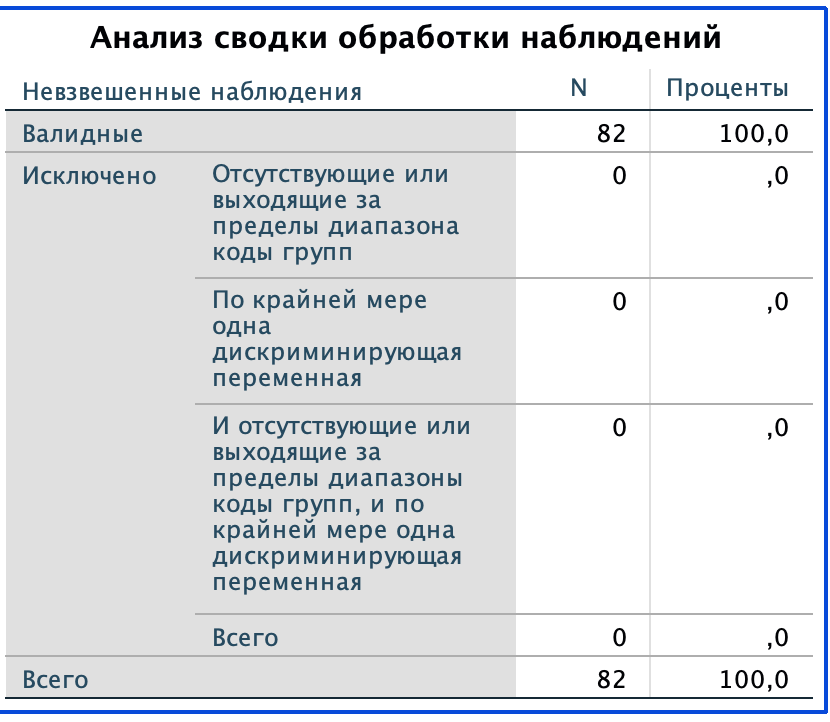 Анализ сводки обработки наблюдений
Невзвешенные наблюдения N Проценты
Валидные 82 100,0
Исключено Отсутствующие или 0 ,0
выходящие за
пределы диапазона
коды групп
По крайней мере 0 ,0
одна
дискриминирующая
переменная
И отсутствующие или 0 ,0
выходящие за
пределы диапазоны
коды групп, и по
крайней мере одна
дискриминирующая
переменная
Всего 0 ,0
Всего 82 100,0